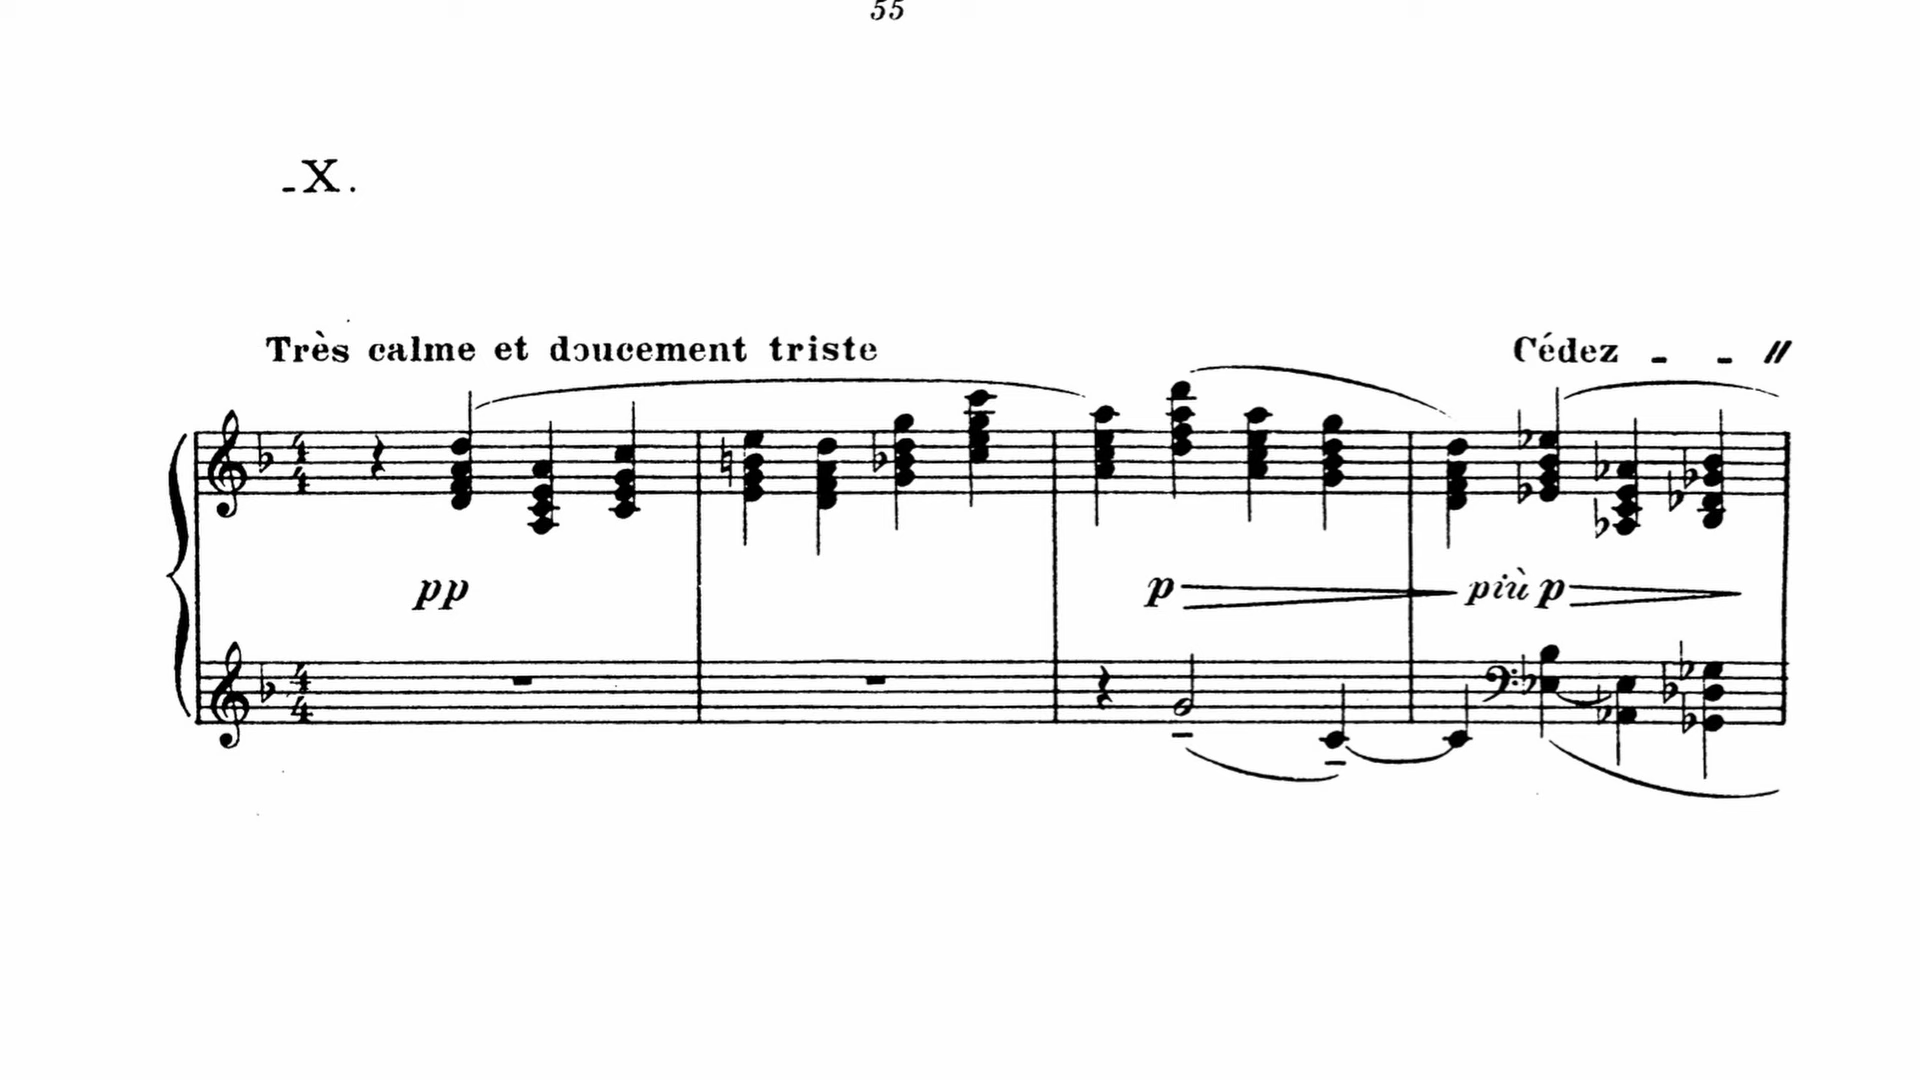 55
-X.
Très calme et doucement triste
Cédez - - //
pp
p
più p